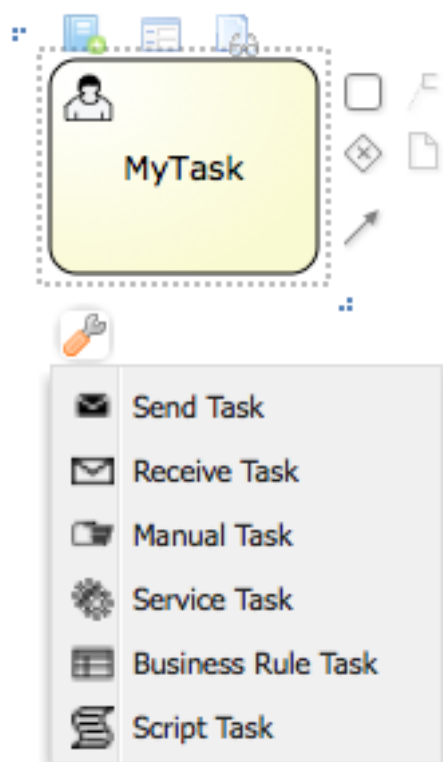 MyTask
Send Task
Receive Task
Manual Task
Service Task
Business Rule Task
Script Task